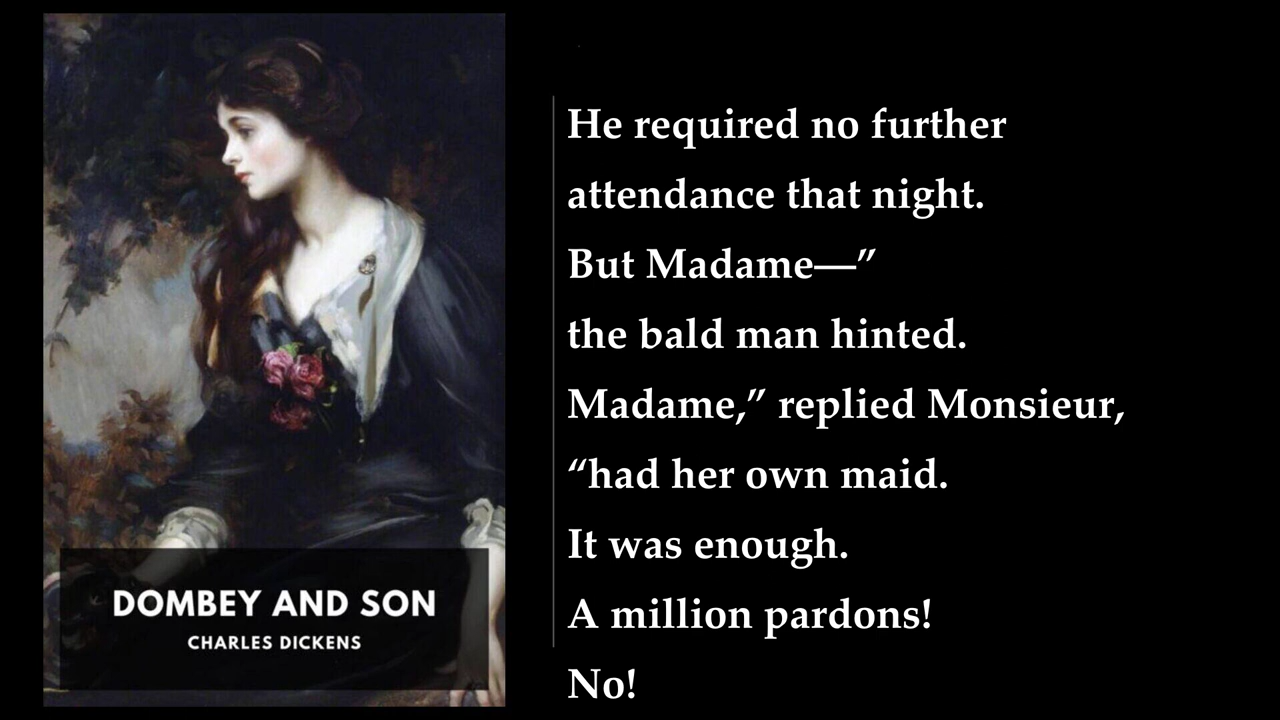 DOMBEY AND SON
CHARLES DICKENS
He required no further
attendance that night.
But Madame—”
the bald man hinted.
Madame,” replied Monsieur,
“had her own maid.
It was enough.
A million pardons!
No!